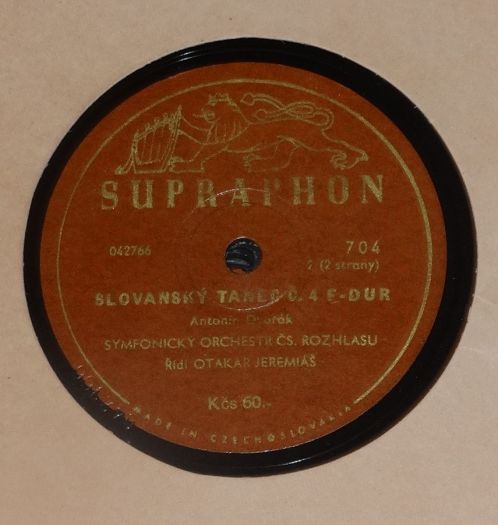 SUPRAPHON
042766
704
2 (2 strany)
SLOVANSKÝ TANEC Č. 4 F-DUR
Antonín Dvořák
SYMFONICKÝ ORCHESTR ČS. ROZHLASU
Řídí OTAKAR JEREMIÁŠ
Kčs 60.-
MADE IN CZECHOSLOVAKIA